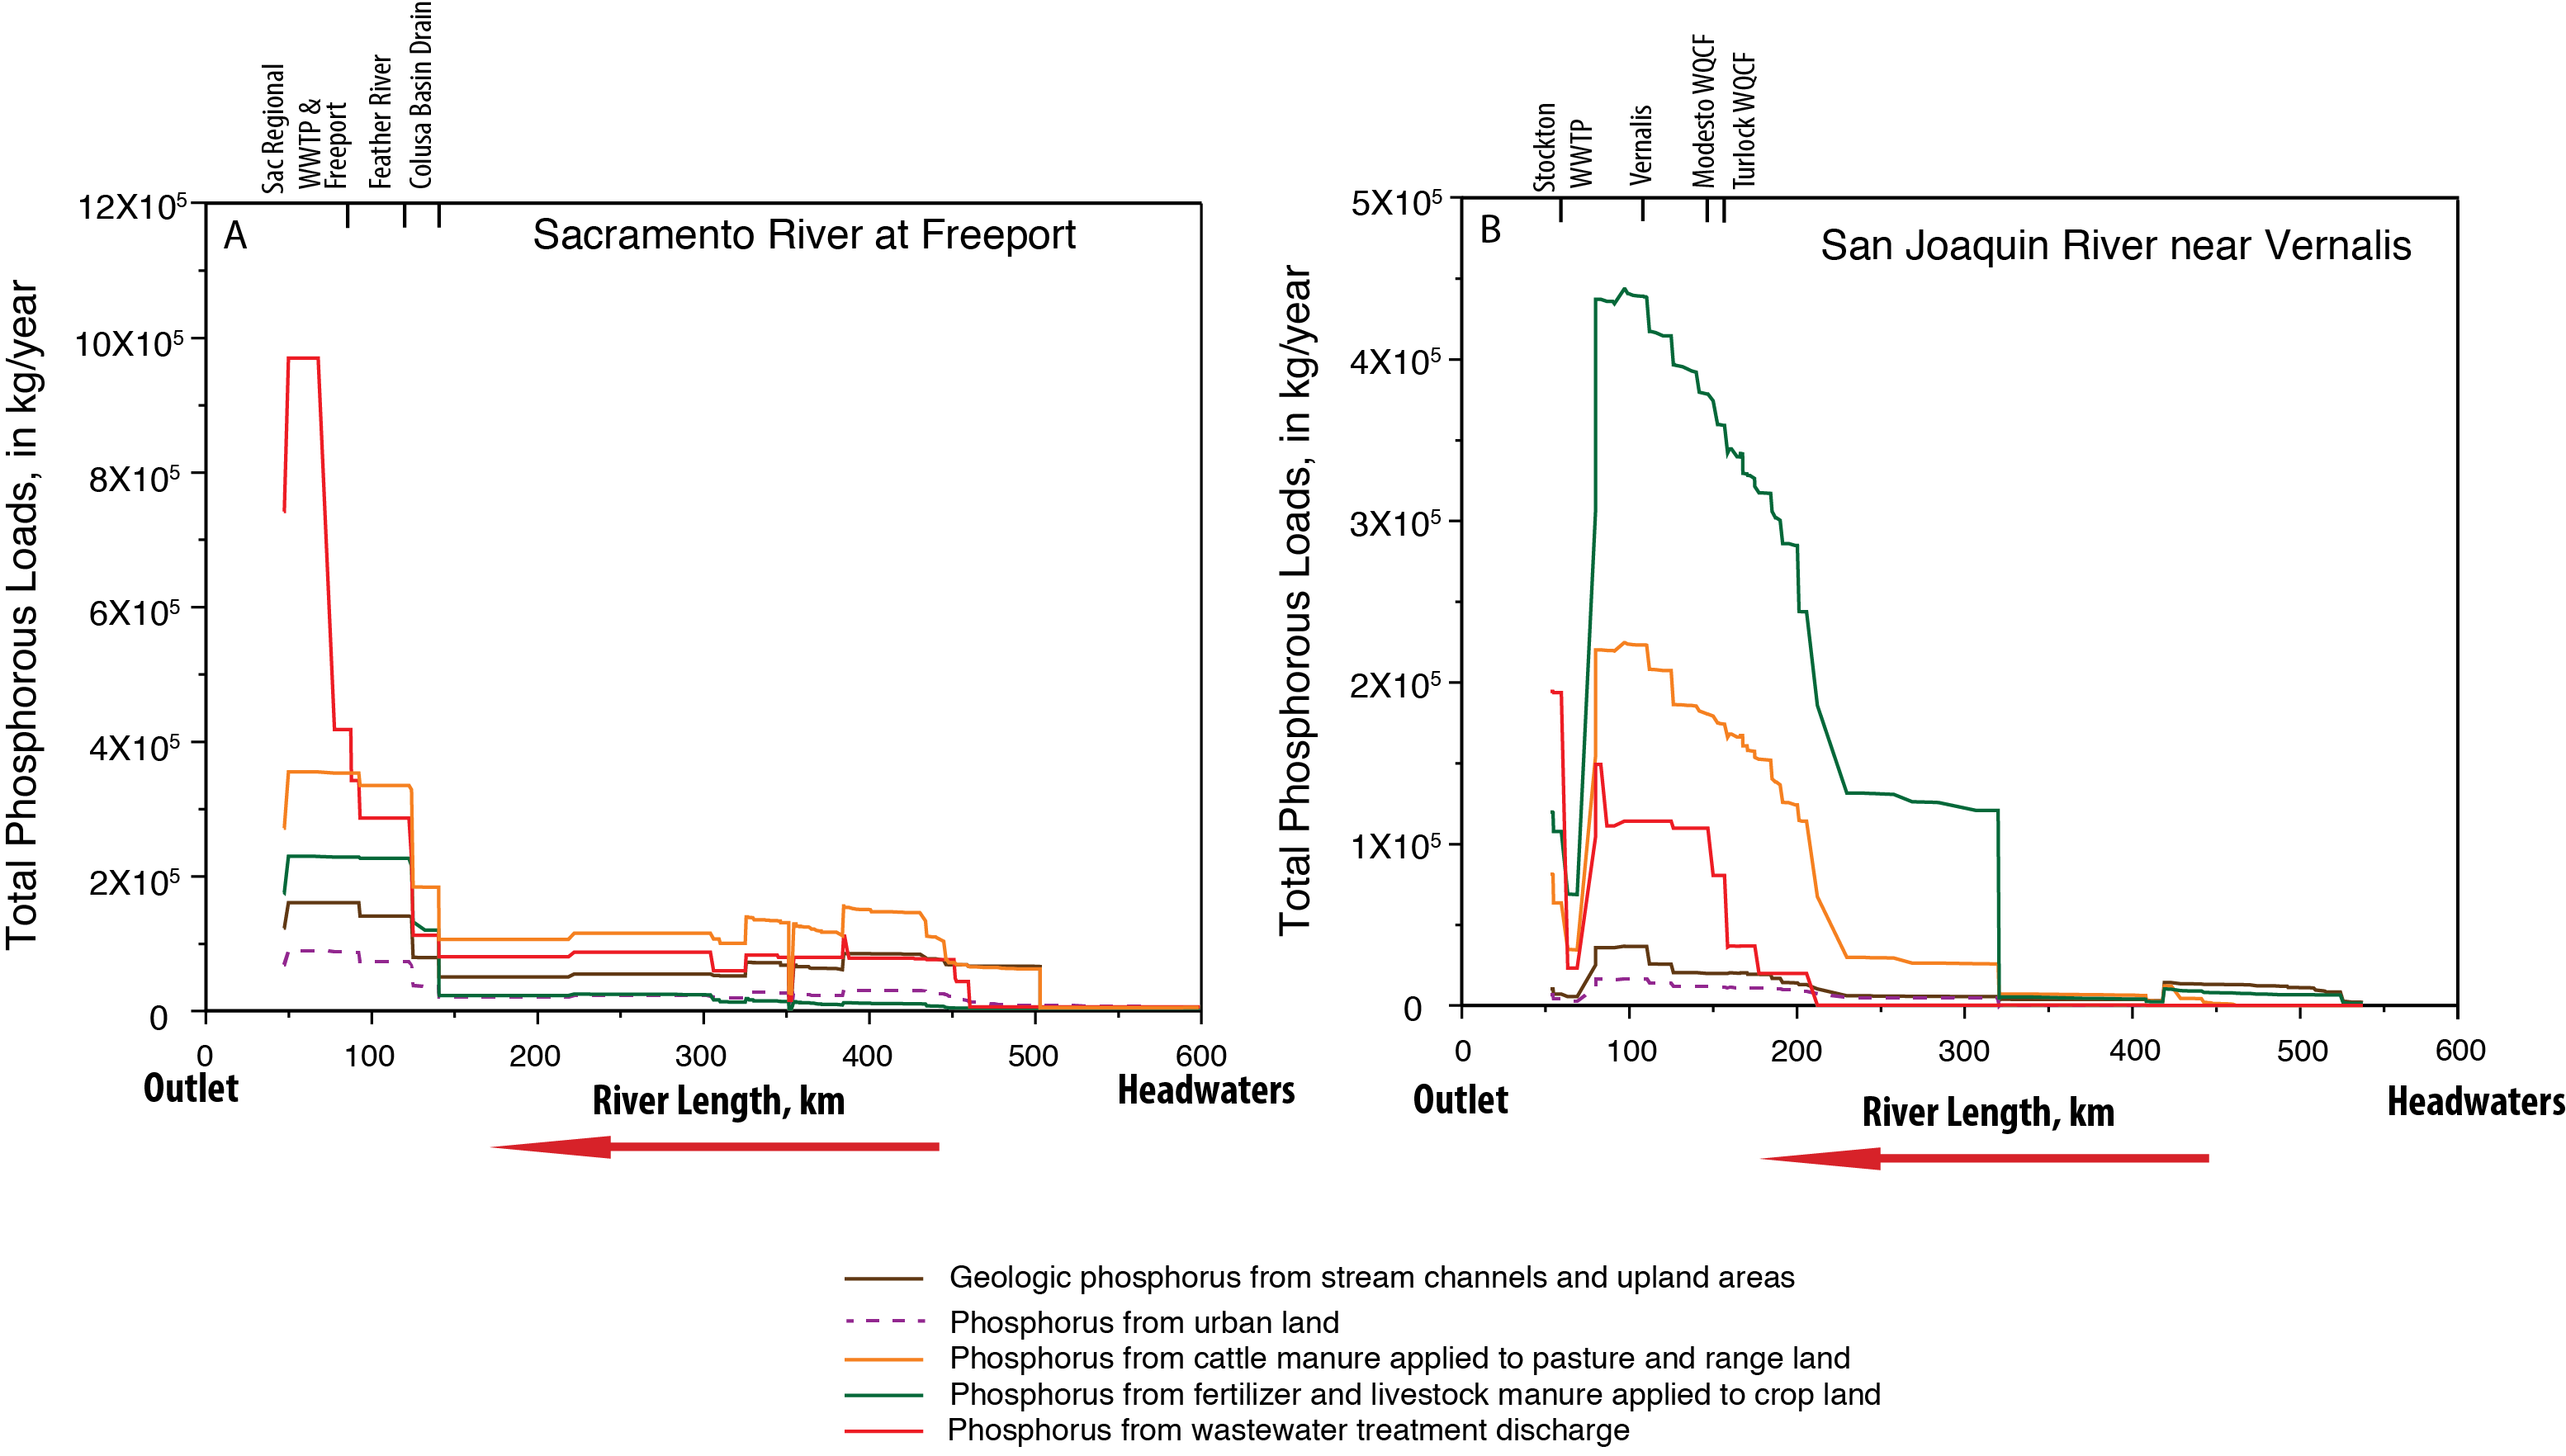 Sac Regional
WWTP &
Freeport
Feather River
Colusa Basin Drain
12X10⁵
10X10⁵
8X10⁵
6X10⁵
4X10⁵
2X10⁵
0
Total Phosphorous Loads, in kg/year
A
Sacramento River at Freeport
0 100 200 300 400 500 600
Outlet
River Length, km
Headwaters
Stockton
WWTP
Vernalis
Modesto WQCF
Turlock WQCF
5X10⁵
4X10⁵
3X10⁵
2X10⁵
1X10⁵
0
Total Phosphorous Loads, in kg/year
B
San Joaquin River near Vernalis
0 100 200 300 400 500 600
Outlet
River Length, km
Headwaters
Geologic phosphorus from stream channels and upland areas
Phosphorus from urban land
Phosphorus from cattle manure applied to pasture and range land
Phosphorus from fertilizer and livestock manure applied to crop land
Phosphorus from wastewater treatment discharge